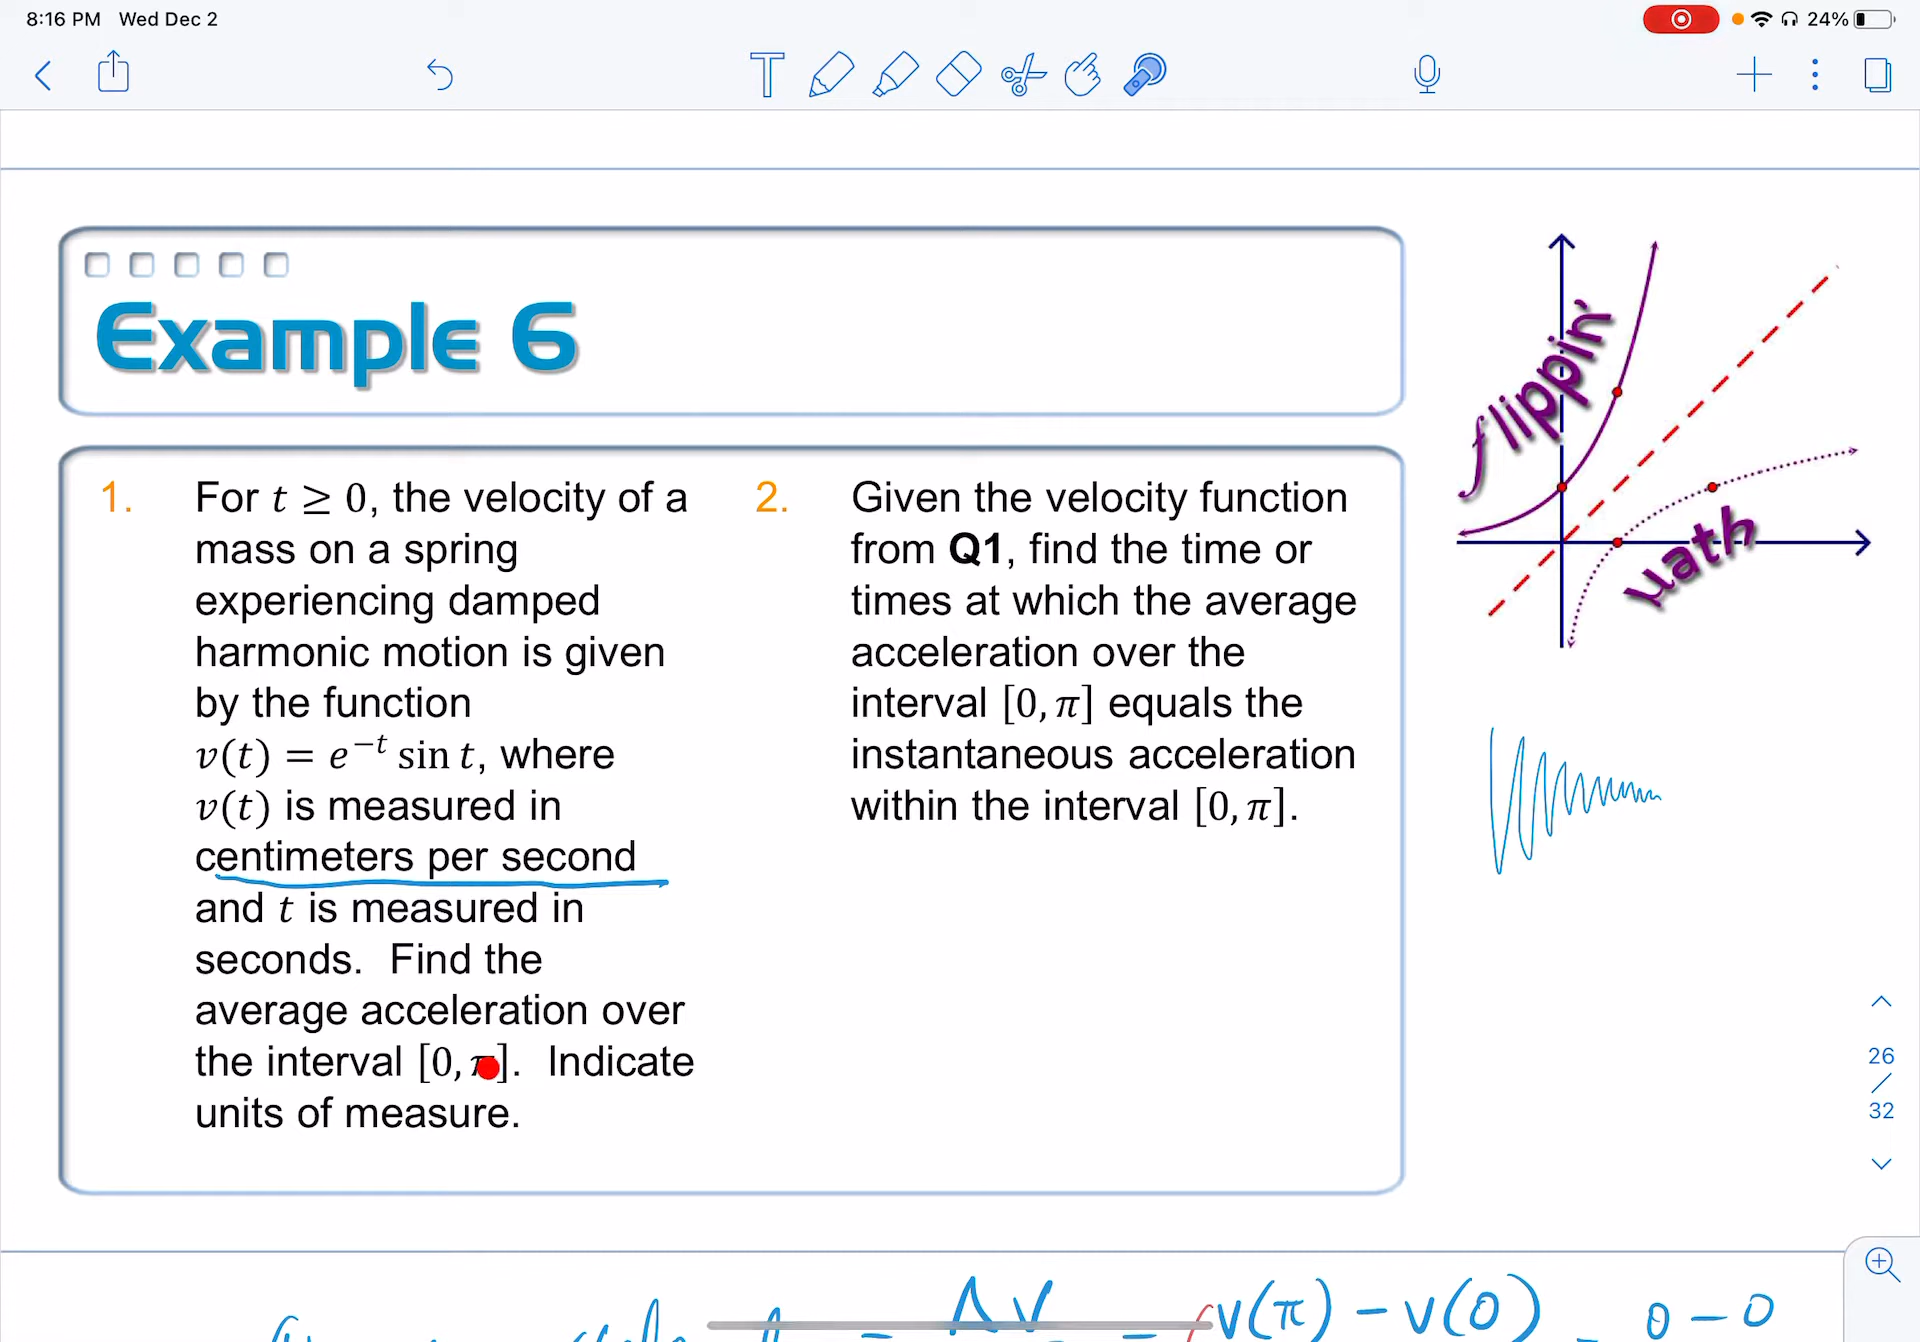 8:16 PM Wed Dec 2
24%
Example 6
1. For t ≥ 0, the velocity of a
mass on a spring
experiencing damped
harmonic motion is given
by the function
v(t) = e^{-t} sin t, where
v(t) is measured in
centimeters per second
and t is measured in
seconds. Find the
average acceleration over
the interval [0, π]. Indicate
units of measure.
2. Given the velocity function
from Q1, find the time or
times at which the average
acceleration over the
interval [0, π] equals the
instantaneous acceleration
within the interval [0, π].
flippin'
math
26
/
32
= ΔV = v(π) − v(0) = 0 − 0